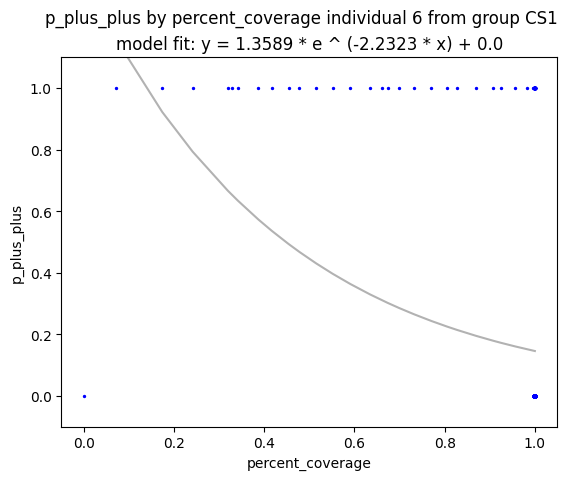 p_plus_plus by percent_coverage individual 6 from group CS1
model fit: y = 1.3589 * e ^ (-2.2323 * x) + 0.0
1.0
0.8
0.6
0.4
0.2
0.0
p_plus_plus
0.0 0.2 0.4 0.6 0.8 1.0
percent_coverage